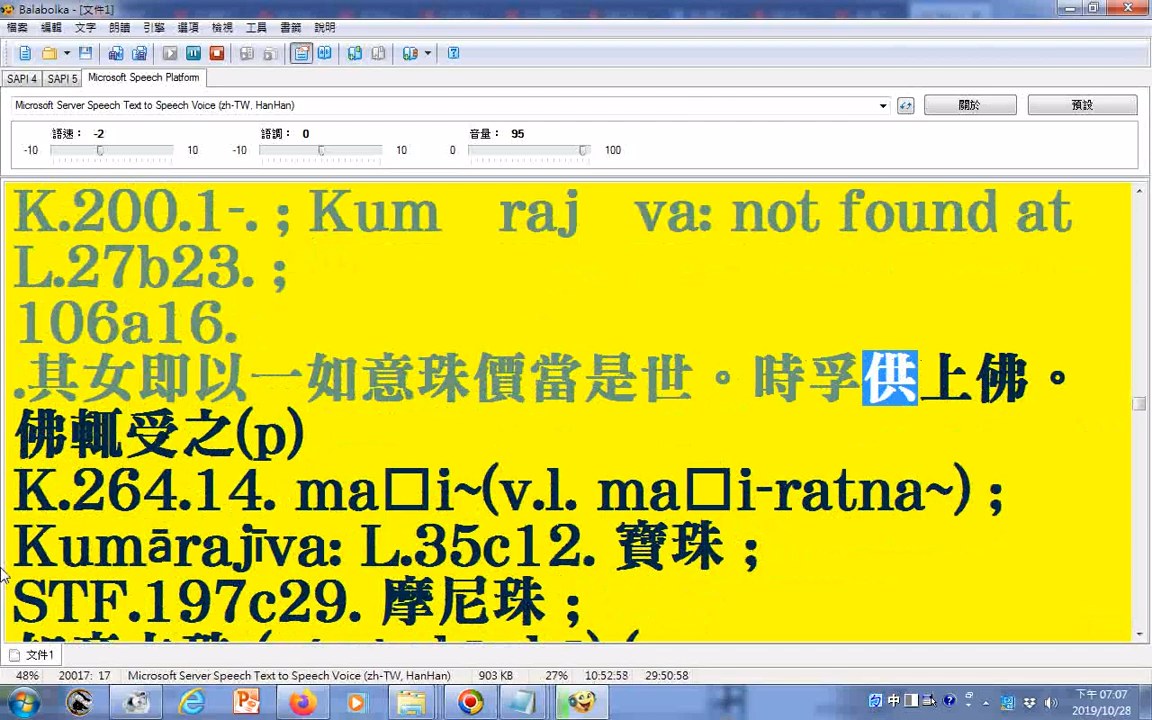 Balabolka - [文件1]
檔案 編輯 文字 朗讀 引擎 選項 檢視 工具 書籤 說明
SAPI 4 SAPI 5 Microsoft Speech Platform
Microsoft Server Speech Text to Speech Voice (zh-TW, HanHan) 關於 預設
語速： -2 語調： 0 音量： 95
-10 10 -10 10 0 100
K.200.1-. ; Kum raj va: not found at
L.27b23. ;
106a16.
.其女即以一如意珠價當是世。時孚供上佛。
佛輒受之(p)
K.264.14. ma□i~(v.l. ma□i-ratna~) ;
Kumārajīva: L.35c12. 寶珠 ;
STF.197c29. 摩尼珠 ;
文件1
48% 20017: 17 Microsoft Server Speech Text to Speech Voice (zh-TW, HanHan) 903 KB 27% 10:52:58 29:50:58
中 下午 07:07
2019/10/28